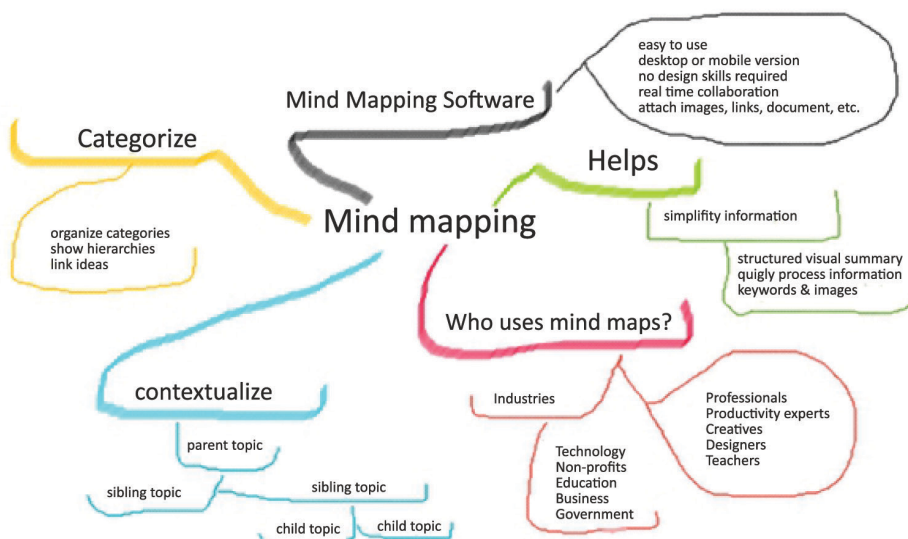 Mind mapping
Mind Mapping Software
easy to use
desktop or mobile version
no design skills required
real time collaboration
attach images, links, document, etc.
Categorize
organize categories
show hierarchies
link ideas
Helps
simplifity information
structured visual summary
quigly process information
keywords & images
Who uses mind maps?
Industries
Technology
Non-profits
Education
Business
Government
Professionals
Productivity experts
Creatives
Designers
Teachers
contextualize
parent topic
sibling topic
sibling topic
child topic
child topic